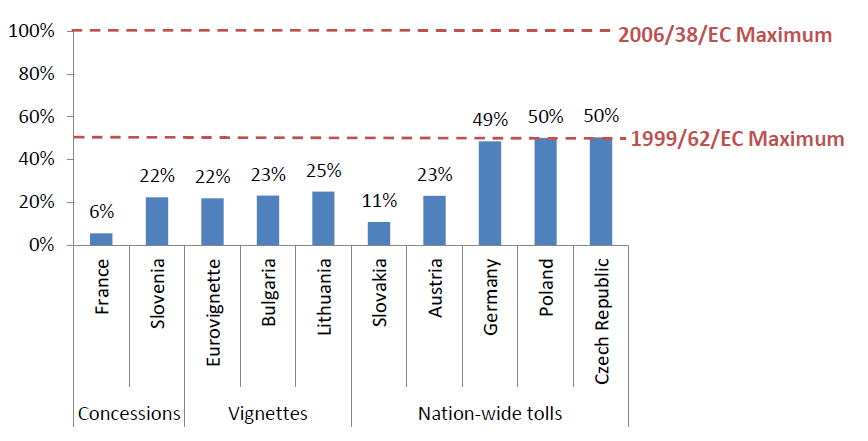 100%
80%
60%
40%
20%
0%
2006/38/EC Maximum
1999/62/EC Maximum
6%
22%
22%
23%
25%
11%
23%
49%
50%
50%
France
Slovenia
Eurovignette
Bulgaria
Lithuania
Slovakia
Austria
Germany
Poland
Czech Republic
Concessions
Vignettes
Nation-wide tolls